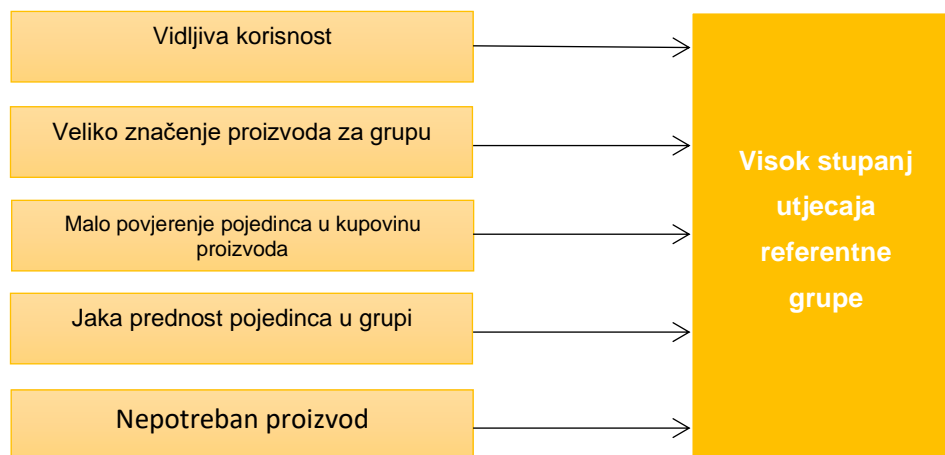 Vidljiva korisnost
Veliko značenje proizvoda za grupu
Malo povjerenje pojedinca u kupovinu
proizvoda
Jaka prednost pojedinca u grupi
Nepotreban proizvod
Visok stupanj
utjecaja
referentne
grupe